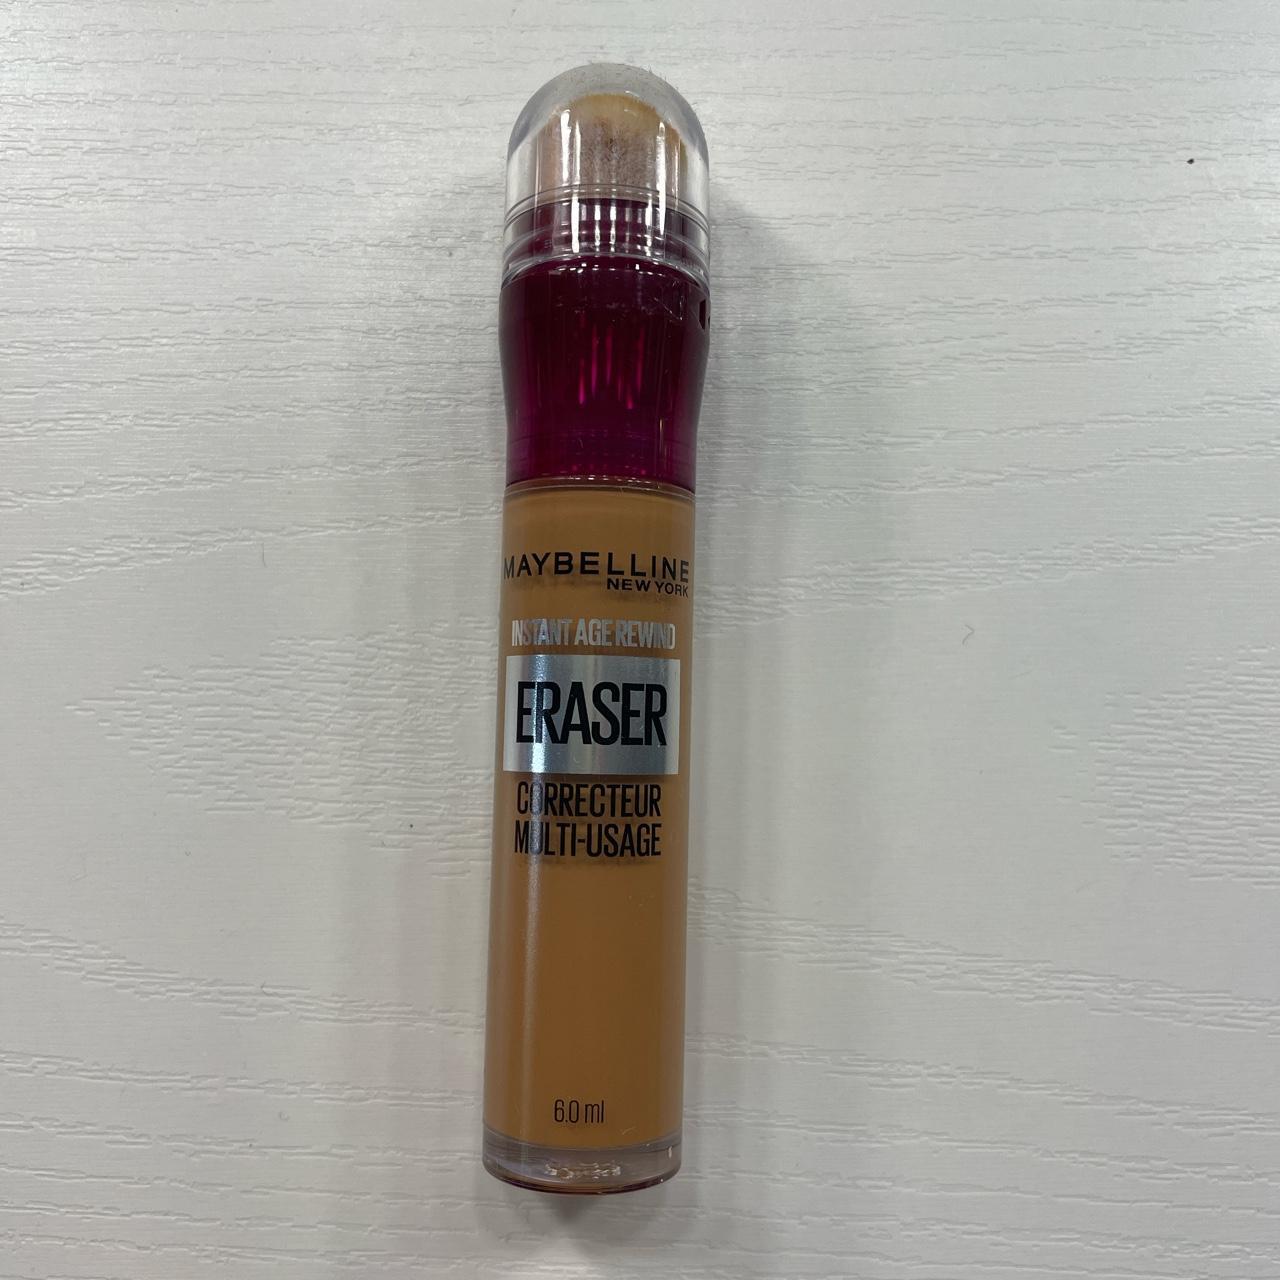 MAYBELLINE
NEW YORK
INSTANT AGE REWIND
ERASER
CORRECTEUR
MULTI-USAGE
6.0 ml